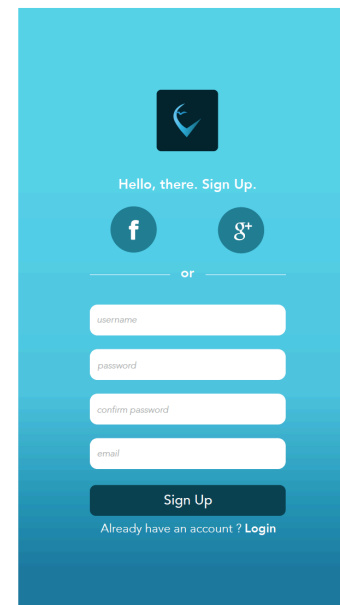 Hello, there. Sign Up.
f
g+
or
username
password
confirm password
email
Sign Up
Already have an account ? Login